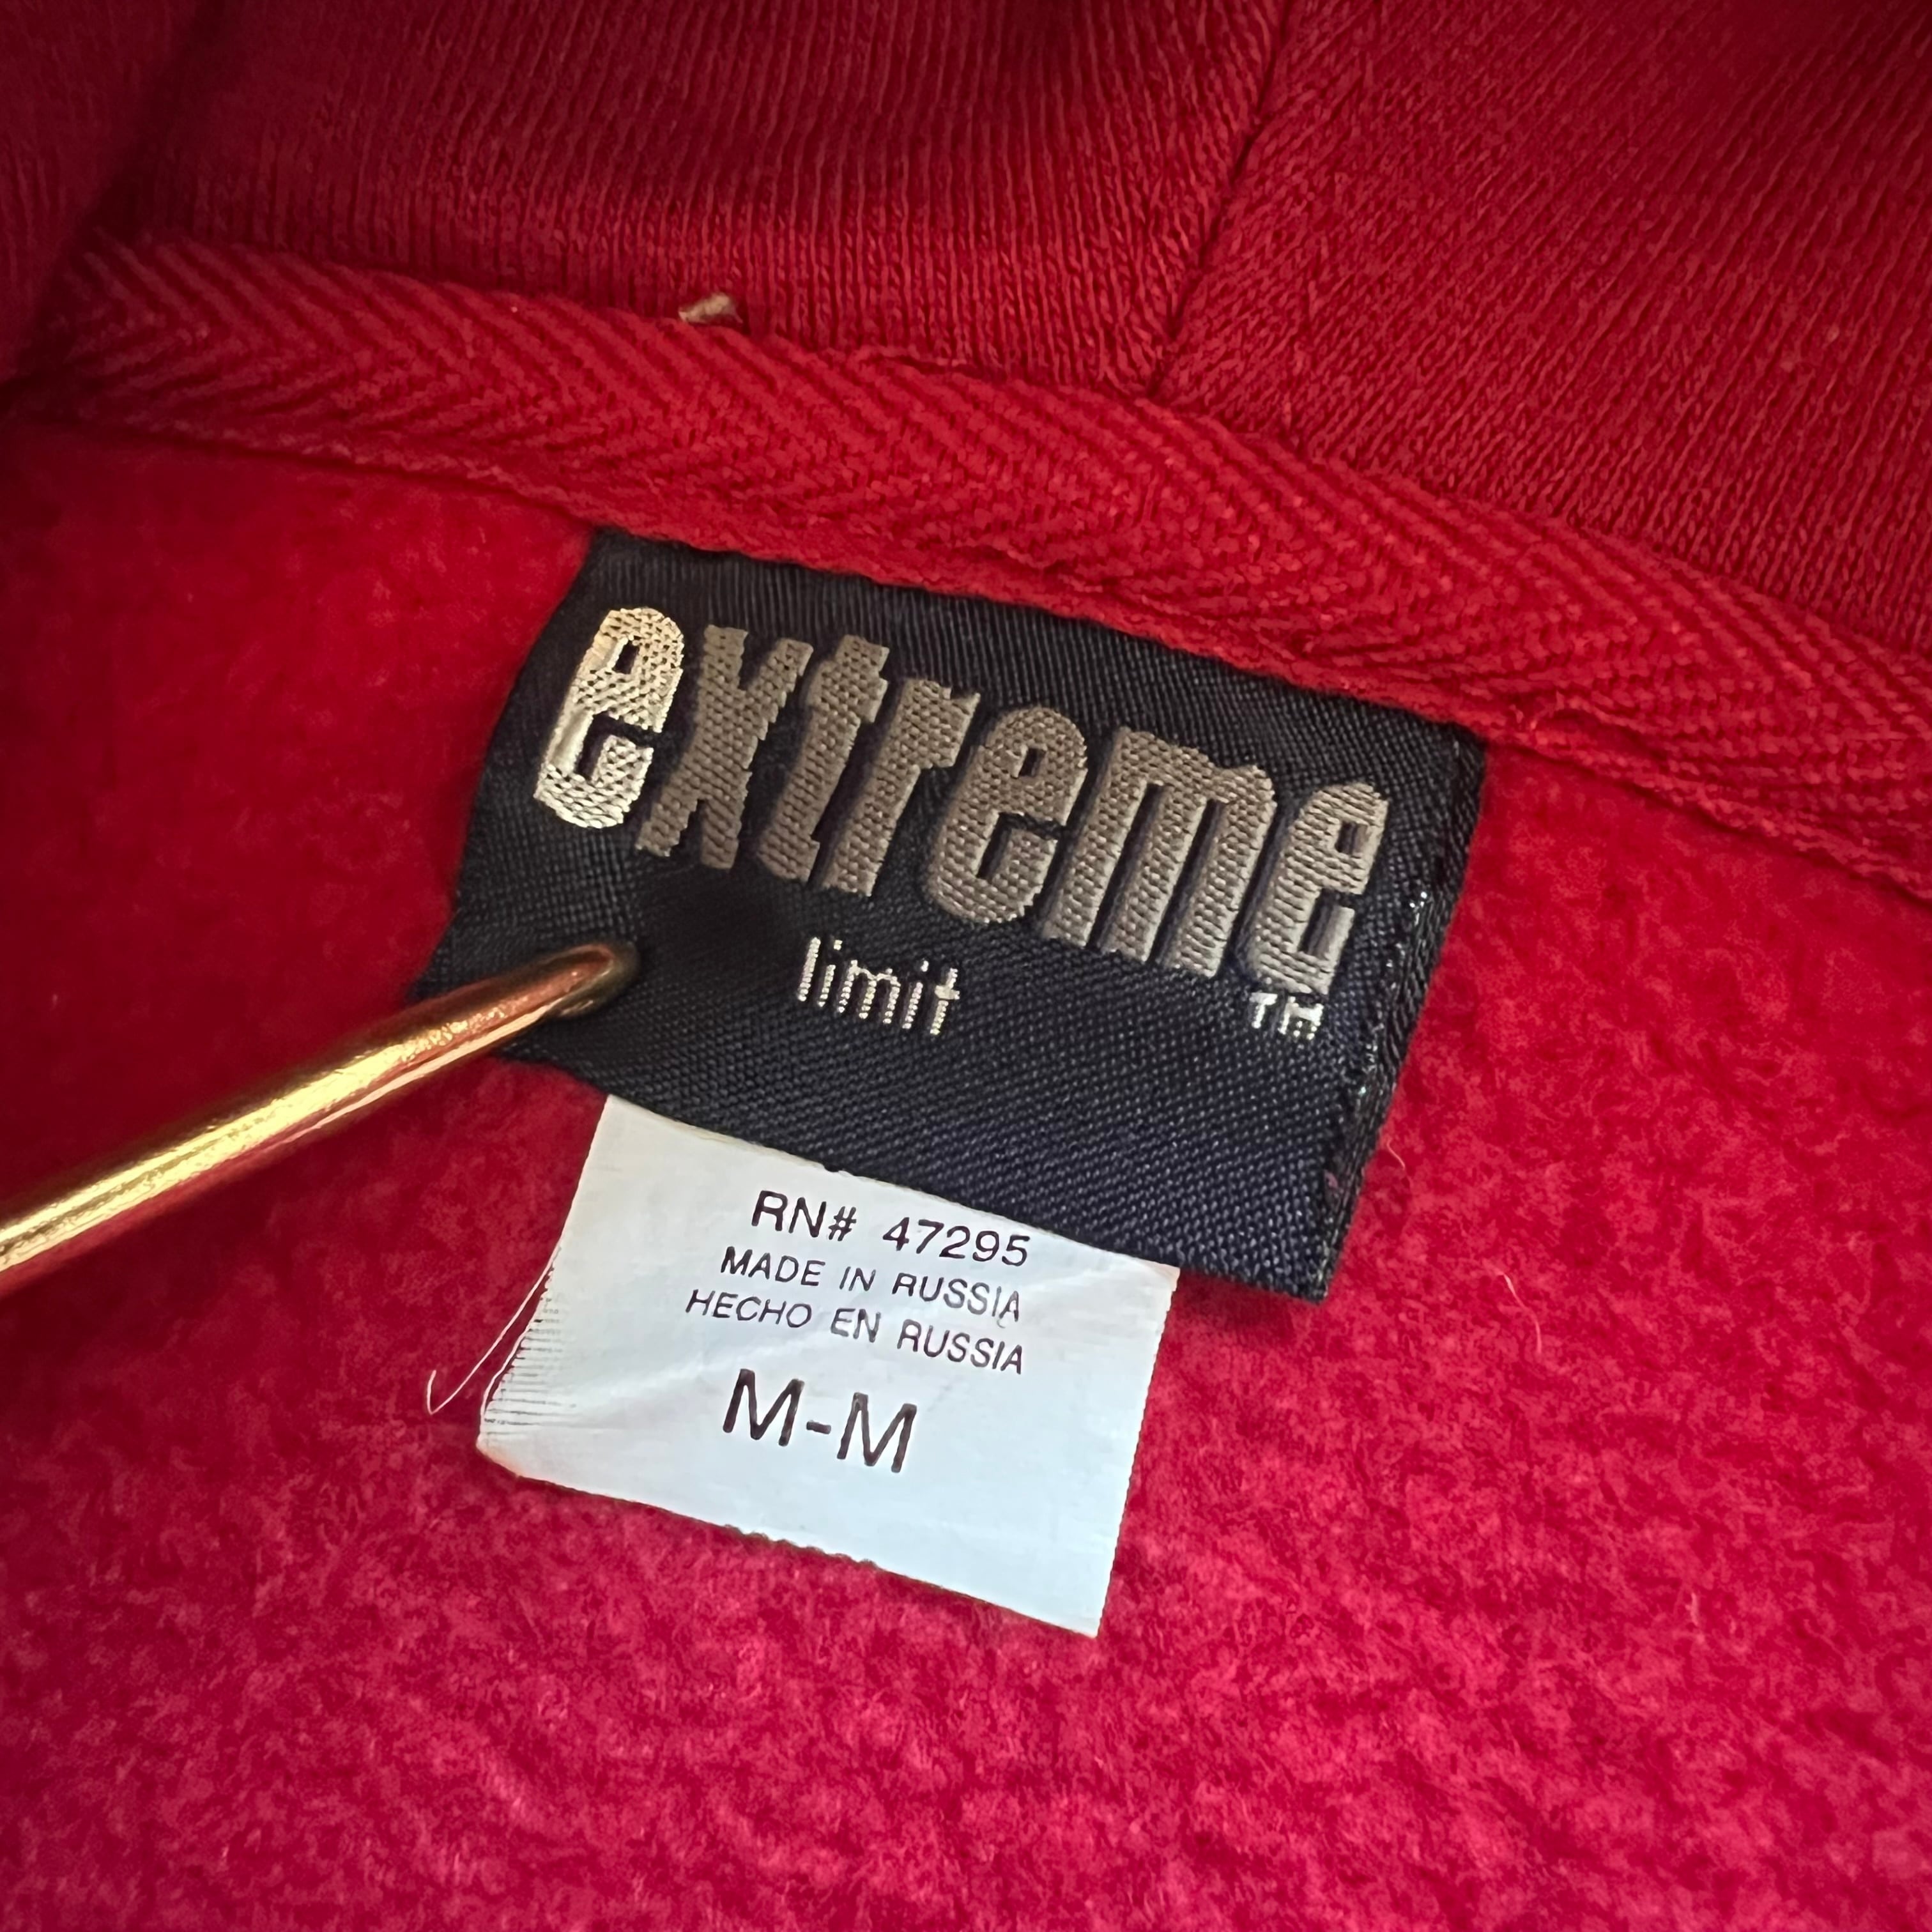 extreme
limit
TM
RN# 47295
MADE IN RUSSIA
HECHO EN RUSSIA
M-M